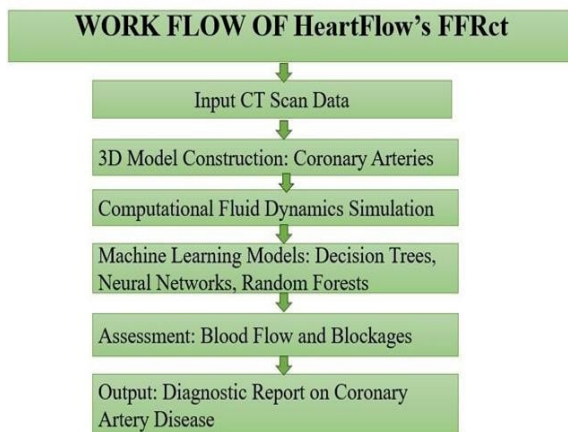 WORK FLOW OF HeartFlow's FFRct
Input CT Scan Data
3D Model Construction: Coronary Arteries
Computational Fluid Dynamics Simulation
Machine Learning Models: Decision Trees,
Neural Networks, Random Forests
Assessment: Blood Flow and Blockages
Output: Diagnostic Report on Coronary
Artery Disease